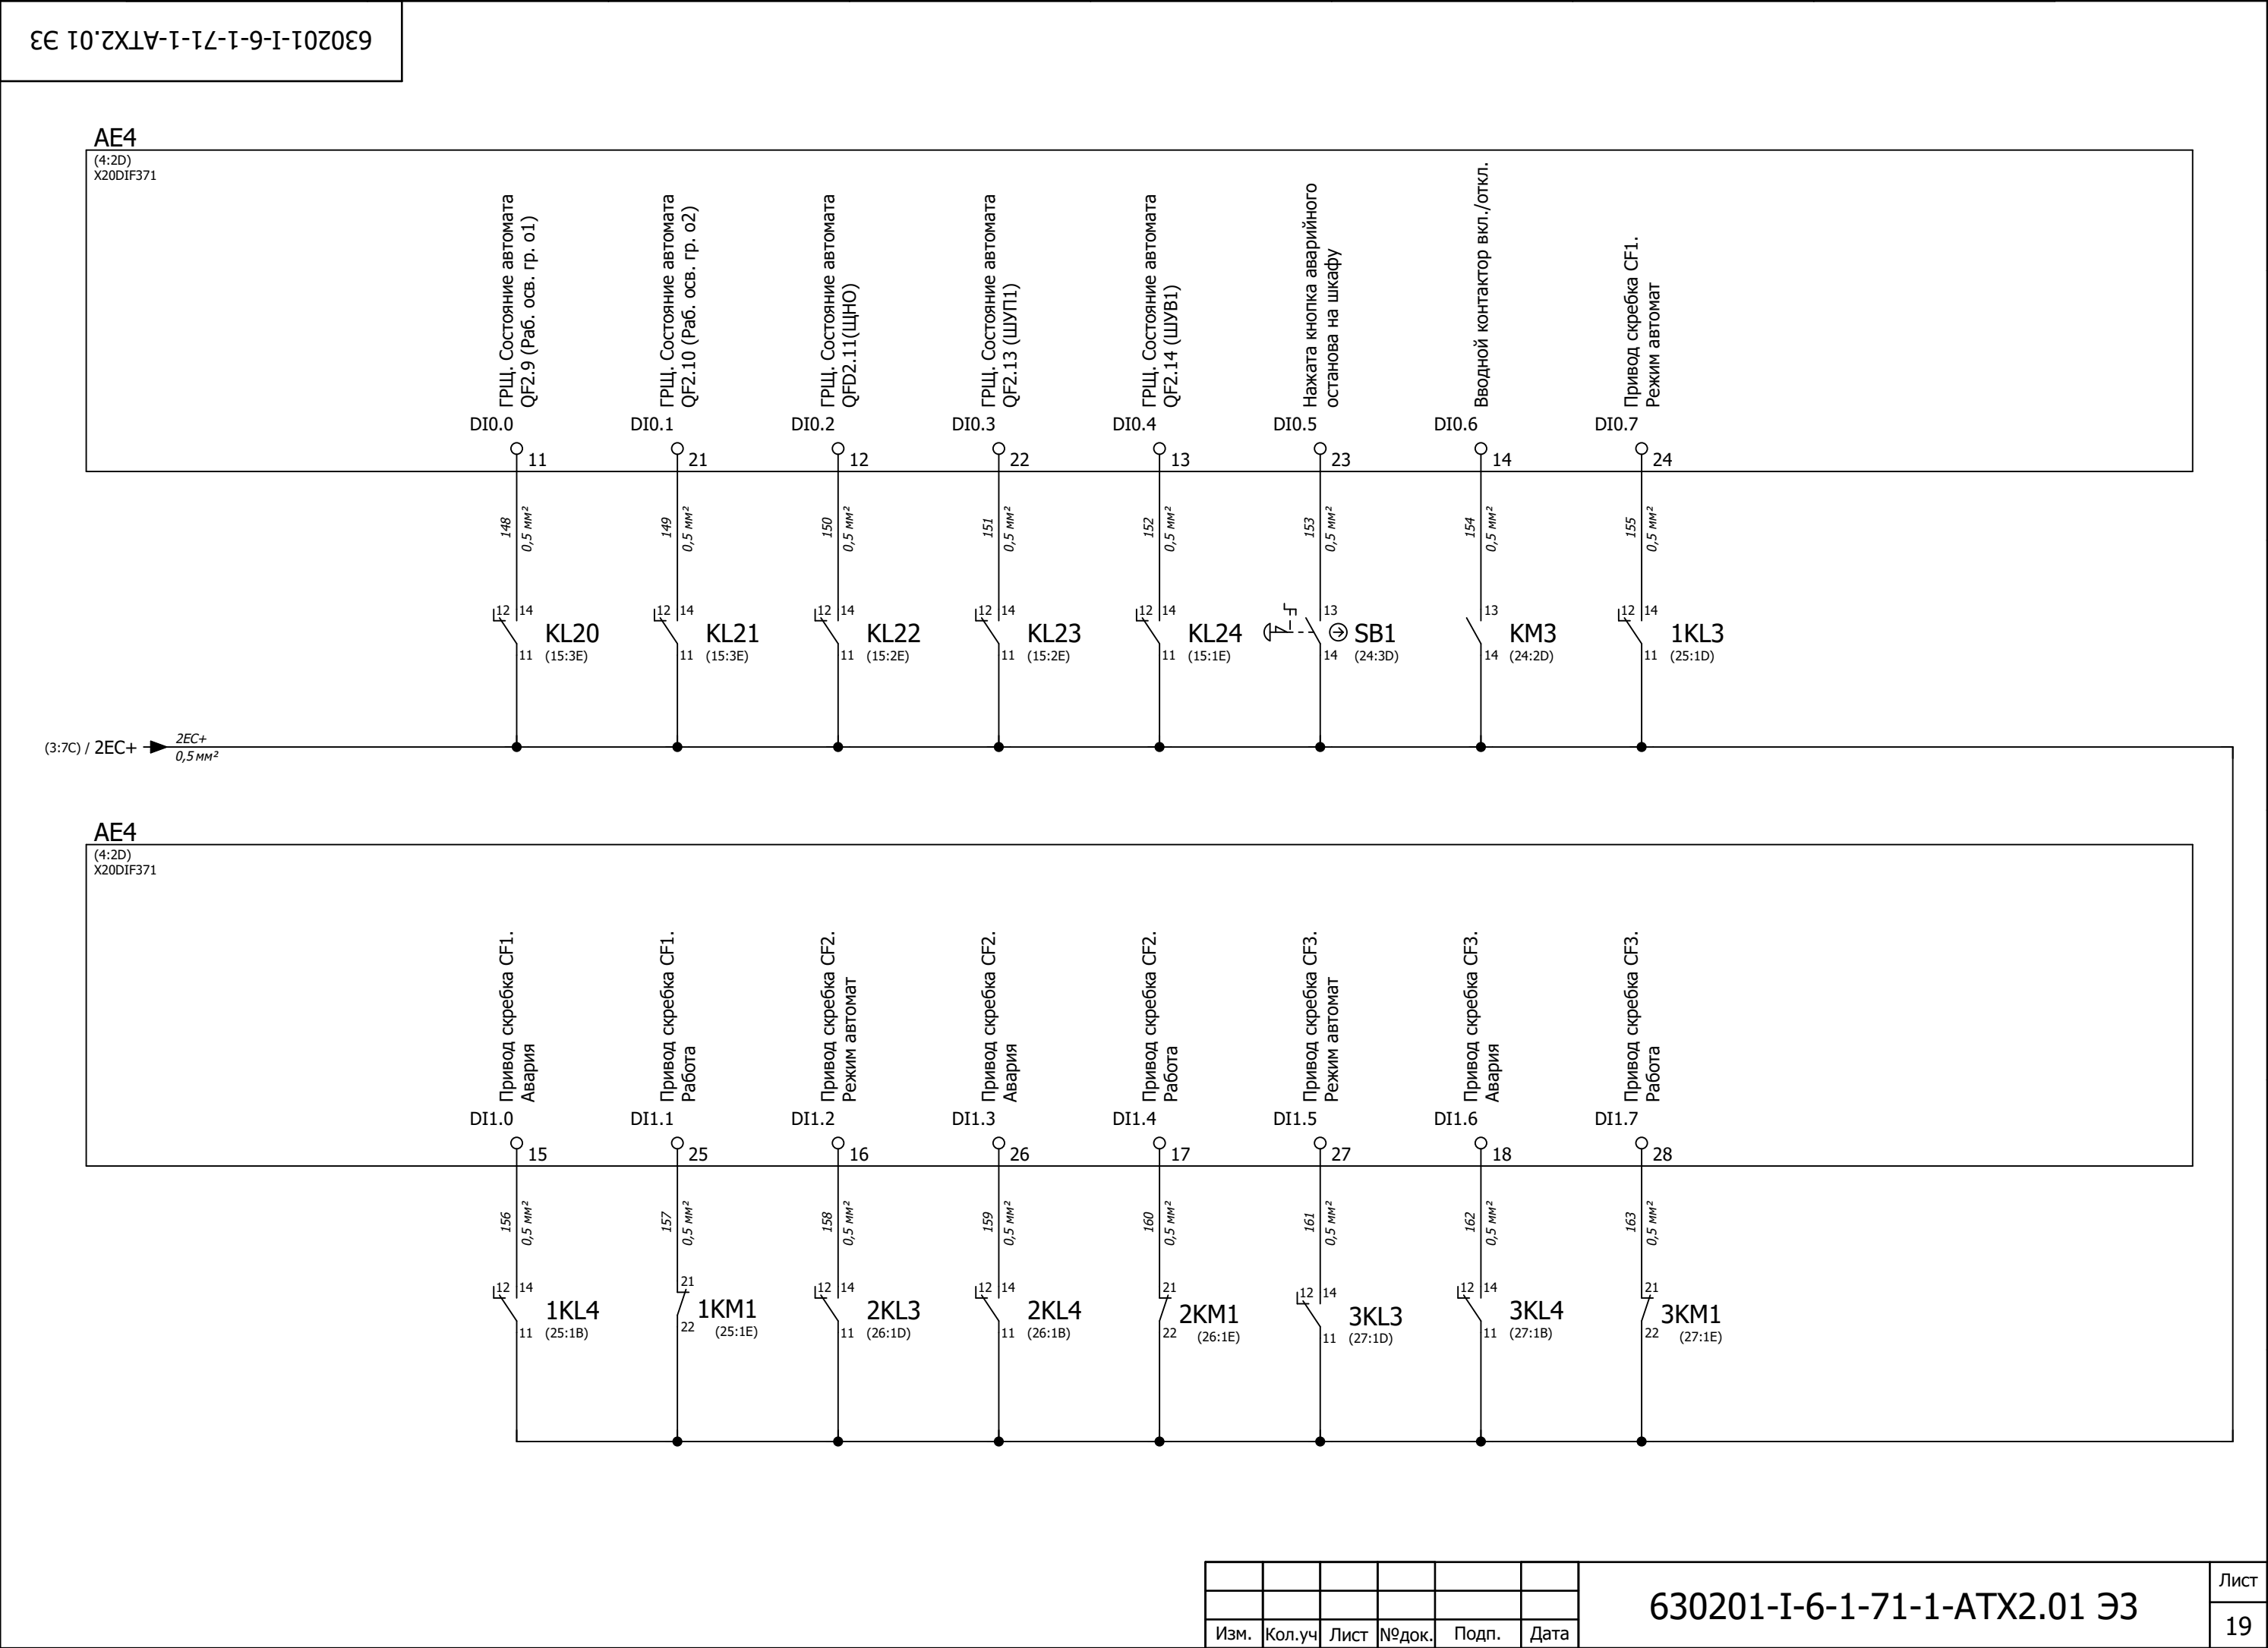 630201-I-6-1-71-1-АТХ2.01 ЭЗ
AE4
(4:2D)
X20DIF371
ГРЩ. Состояние автомата
QF2.9 (Раб. осв. гр. о1)
ГРЩ. Состояние автомата
QF2.10 (Раб. осв. гр. о2)
ГРЩ. Состояние автомата
QFD2.11(ЩНО)
ГРЩ. Состояние автомата
QF2.13 (ШУП1)
ГРЩ. Состояние автомата
QF2.14 (ШУВ1)
Нажата кнопка аварийного
останова на шкафу
Вводной контактор вкл./откл.
Привод скребка CF1.
Режим автомат
DI0.0 DI0.1 DI0.2 DI0.3 DI0.4 DI0.5 DI0.6 DI0.7
11 21 12 22 13 23 14 24
148 0,5 мм² 149 0,5 мм² 150 0,5 мм² 151 0,5 мм² 152 0,5 мм² 153 0,5 мм² 154 0,5 мм² 155 0,5 мм²
12 14 12 14 12 14 12 14 12 14 13 13 12 14
KL20 KL21 KL22 KL23 KL24 SB1 KM3 1KL3
11 (15:3E) 11 (15:3E) 11 (15:2E) 11 (15:2E) 11 (15:1E) 14 (24:3D) 14 (24:2D) 11 (25:1D)
(3:7C) / 2EC+ 2EC+
0,5 мм²
AE4
(4:2D)
X20DIF371
Привод скребка CF1.
Авария
Привод скребка CF1.
Работа
Привод скребка CF2.
Режим автомат
Привод скребка CF2.
Авария
Привод скребка CF2.
Работа
Привод скребка CF3.
Режим автомат
Привод скребка CF3.
Авария
Привод скребка CF3.
Работа
DI1.0 DI1.1 DI1.2 DI1.3 DI1.4 DI1.5 DI1.6 DI1.7
15 25 16 26 17 27 18 28
156 0,5 мм² 157 0,5 мм² 158 0,5 мм² 159 0,5 мм² 160 0,5 мм² 161 0,5 мм² 162 0,5 мм² 163 0,5 мм²
12 14 21 12 14 12 14 21 12 14 12 14 21
1KL4 1KM1 2KL3 2KL4 2KM1 3KL3 3KL4 3KM1
11 (25:1B) 22 (25:1E) 11 (26:1D) 11 (26:1B) 22 (26:1E) 11 (27:1D) 11 (27:1B) 22 (27:1E)
630201-I-6-1-71-1-АТХ2.01 ЭЗ
Лист
19
Изм. Кол.уч Лист №док. Подп. Дата